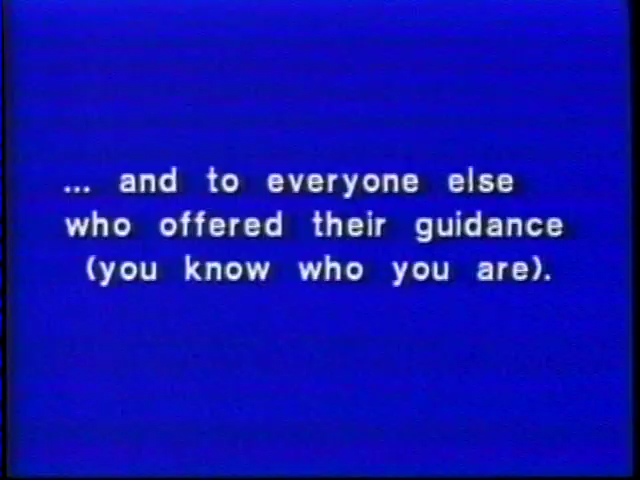 ... and to everyone else
who offered their guidance
(you know who you are).